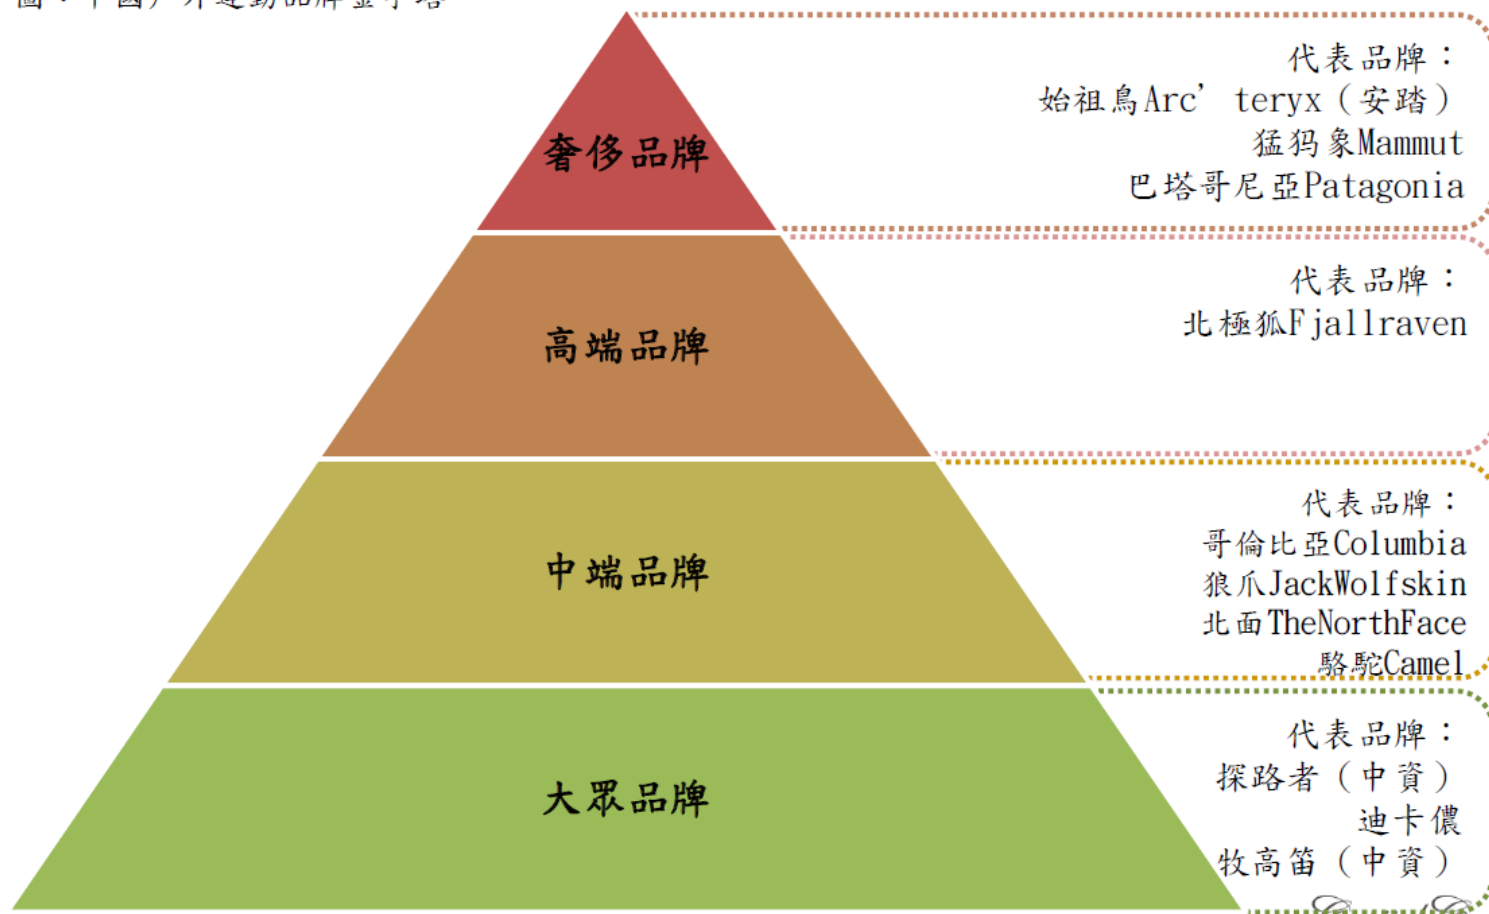 奢侈品牌
代表品牌：
始祖鳥Arc’teryx（安踏）
猛犸象Mammut
巴塔哥尼亞Patagonia
高端品牌
代表品牌：
北極狐Fjallraven
中端品牌
代表品牌：
哥倫比亞Columbia
狼爪JackWolfskin
北面TheNorthFace
駱駝Camel
大眾品牌
代表品牌：
探路者（中資）
迪卡儂
牧高笛（中資）